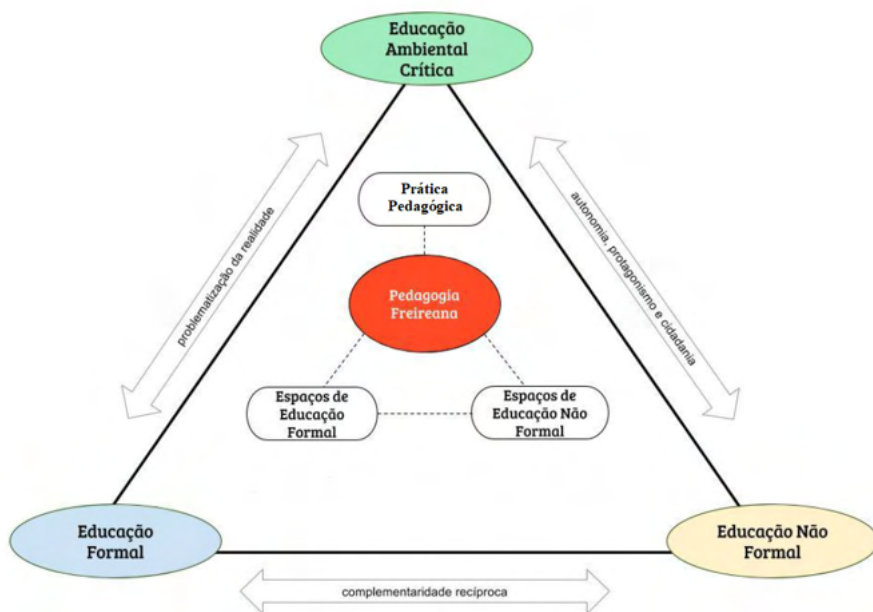 Educação
Ambiental
Crítica
problematização da realidade
autonomia, protagonismo e cidadania
Prática
Pedagógica
Pedagogia
Freireana
Espaços de
Educação
Formal
Espaços de
Educação Não
Formal
Educação
Formal
Educação Não
Formal
complementaridade recíproca